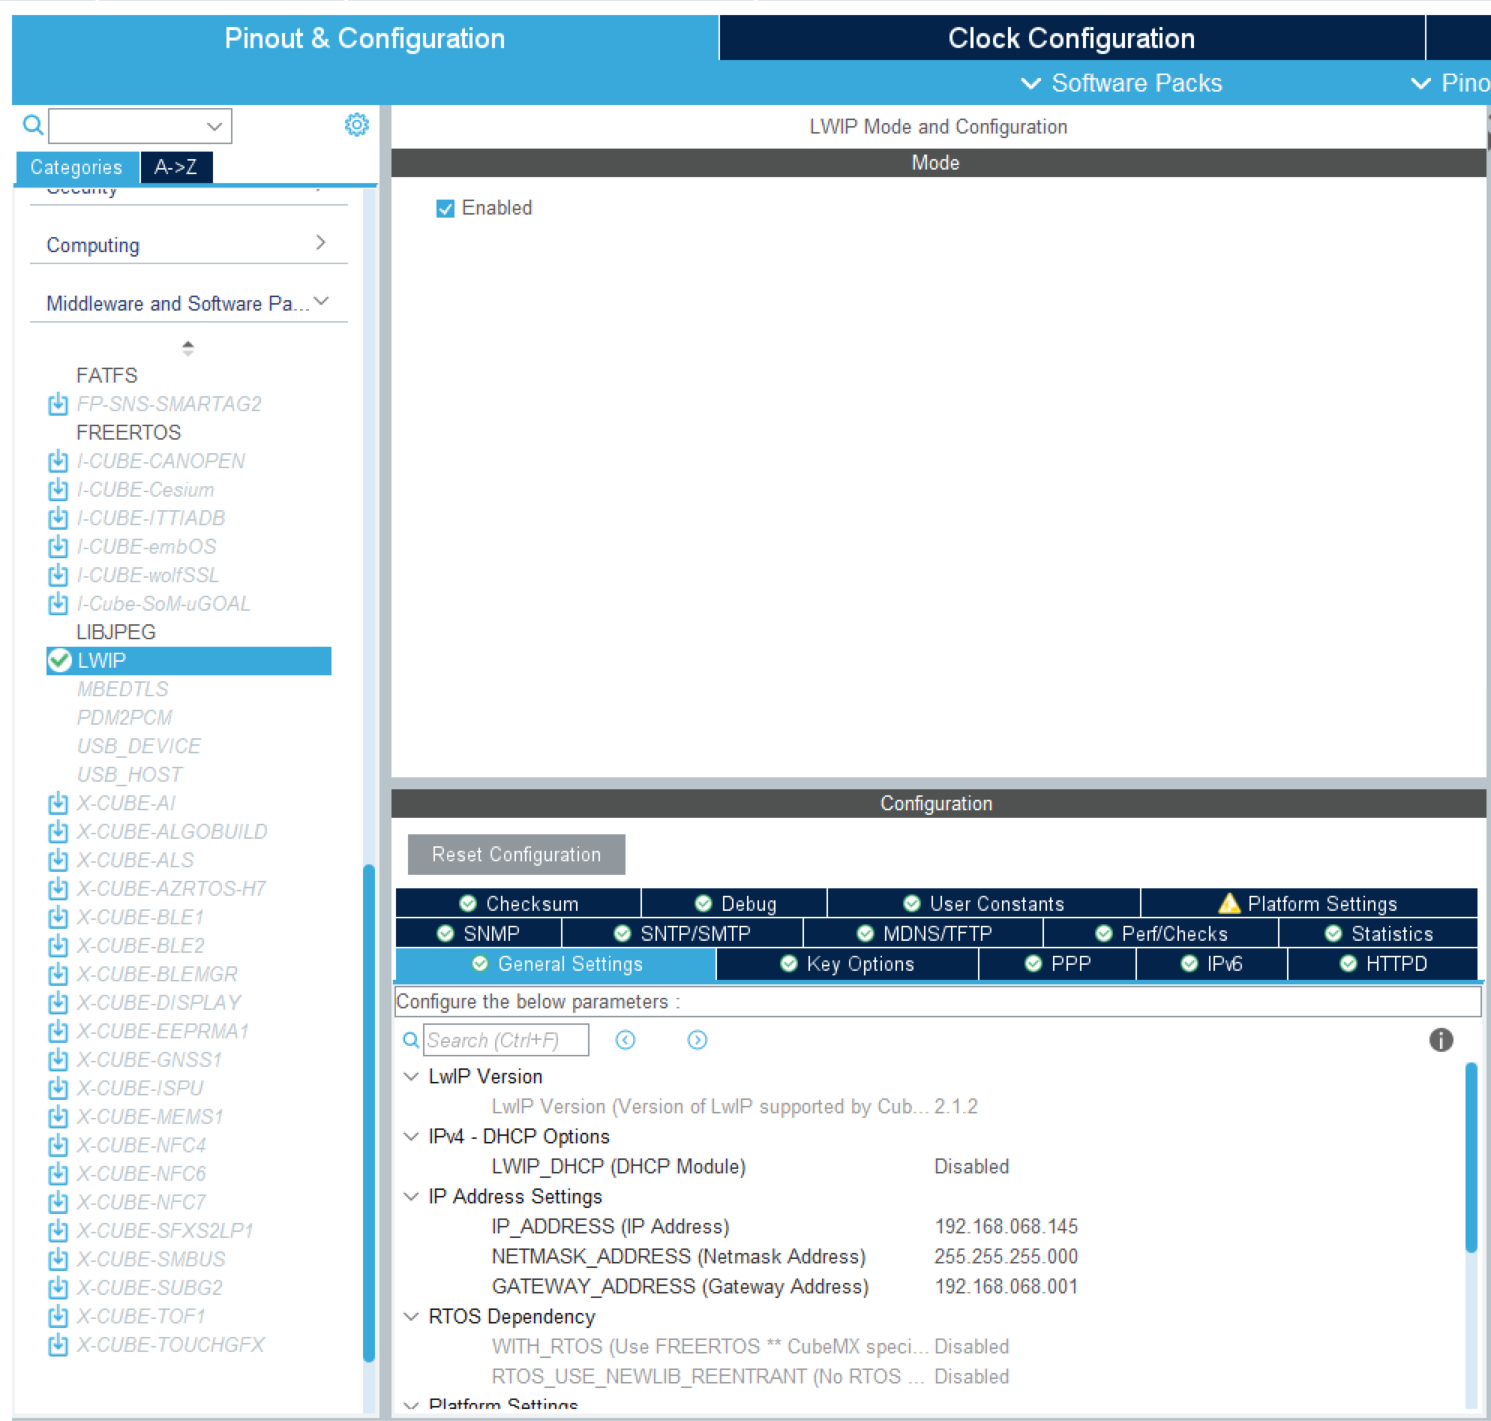 Pinout & Configuration
Clock Configuration
Software Packs
Pino
LWIP Mode and Configuration
Categories
A->Z
Mode
Security
Enabled
Computing
Middleware and Software Pa...
FATFS
FP-SNS-SMARTAG2
FREERTOS
I-CUBE-CANOPEN
I-CUBE-Cesium
I-CUBE-ITTIADB
I-CUBE-embOS
I-CUBE-wolfSSL
I-Cube-SoM-uGOAL
LIBJPEG
LWIP
MBEDTLS
PDM2PCM
USB_DEVICE
USB_HOST
X-CUBE-AI
X-CUBE-ALGOBUILD
X-CUBE-ALS
X-CUBE-AZRTOS-H7
X-CUBE-BLE1
X-CUBE-BLE2
X-CUBE-BLEMGR
X-CUBE-DISPLAY
X-CUBE-EEPRMA1
X-CUBE-GNSS1
X-CUBE-ISPU
X-CUBE-MEMS1
X-CUBE-NFC4
X-CUBE-NFC6
X-CUBE-NFC7
X-CUBE-SFXS2LP1
X-CUBE-SMBUS
X-CUBE-SUBG2
X-CUBE-TOF1
X-CUBE-TOUCHGFX
Configuration
Reset Configuration
Checksum
Debug
User Constants
Platform Settings
SNMP
SNTP/SMTP
MDNS/TFTP
Perf/Checks
Statistics
General Settings
Key Options
PPP
IPv6
HTTPD
Configure the below parameters :
Search (Ctrl+F)
LwIP Version
LwIP Version (Version of LwIP supported by Cub... 2.1.2
IPv4 - DHCP Options
LWIP_DHCP (DHCP Module) Disabled
IP Address Settings
IP_ADDRESS (IP Address) 192.168.068.145
NETMASK_ADDRESS (Netmask Address) 255.255.255.000
GATEWAY_ADDRESS (Gateway Address) 192.168.068.001
RTOS Dependency
WITH_RTOS (Use FREERTOS ** CubeMX speci... Disabled
RTOS_USE_NEWLIB_REENTRANT (No RTOS ... Disabled
Platform Settings